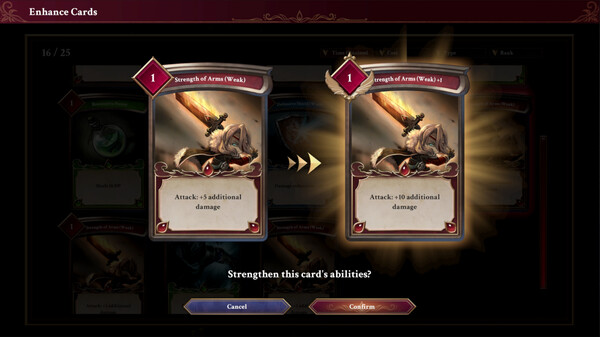 Enhance Cards
16 / 25
1
Strength of Arms (Weak)
1
Strength of Arms (Weak) +1
Attack: +5 additional
damage
Attack: +10 additional
damage
Strengthen this card's abilities?
Cancel
Confirm